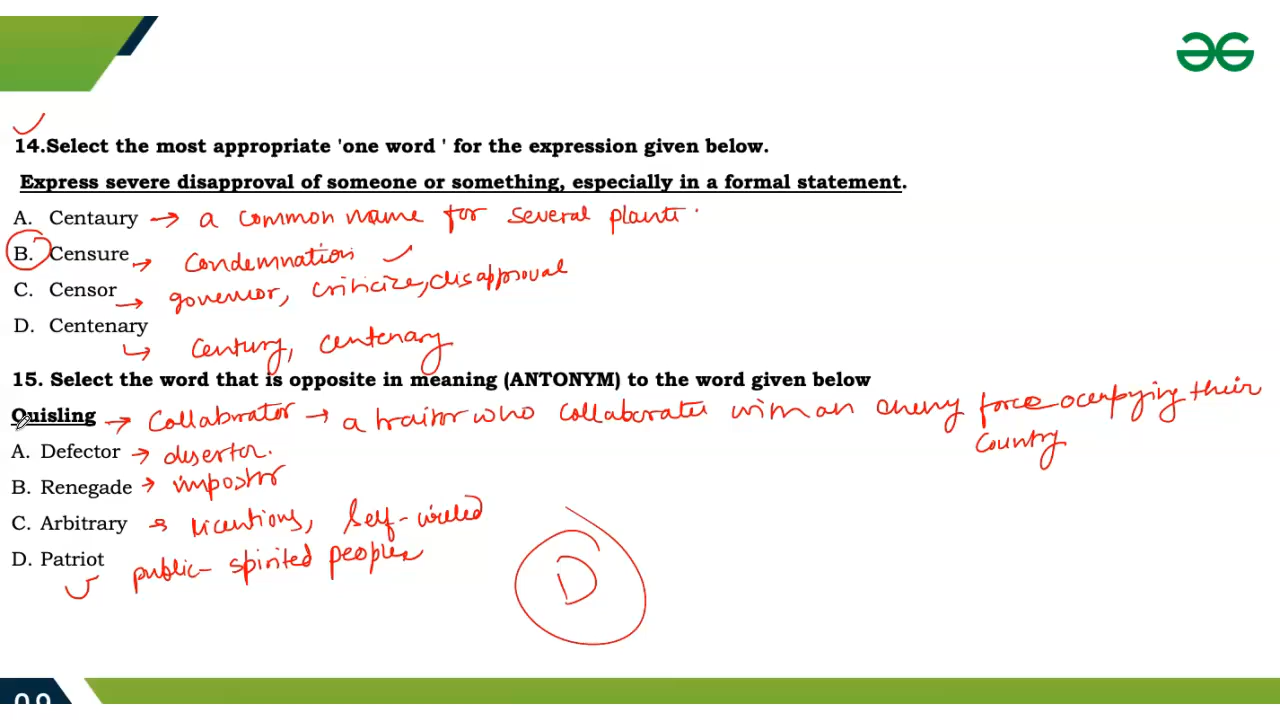 14.Select the most appropriate 'one word ' for the expression given below.
Express severe disapproval of someone or something, especially in a formal statement.
A. Centaury → a common name for several plants
B. Censure → Condemnation
C. Censor → governor, criticize, disapproval
D. Centenary
century, centenary
15. Select the word that is opposite in meaning (ANTONYM) to the word given below
Quisling → Collabrator → a traitor who collaborates with an enemy force occupying their
country
A. Defector → desertor.
B. Renegade → impostor
C. Arbitrary → licentious, self-willed
D. Patriot
public-spirited peoples
D